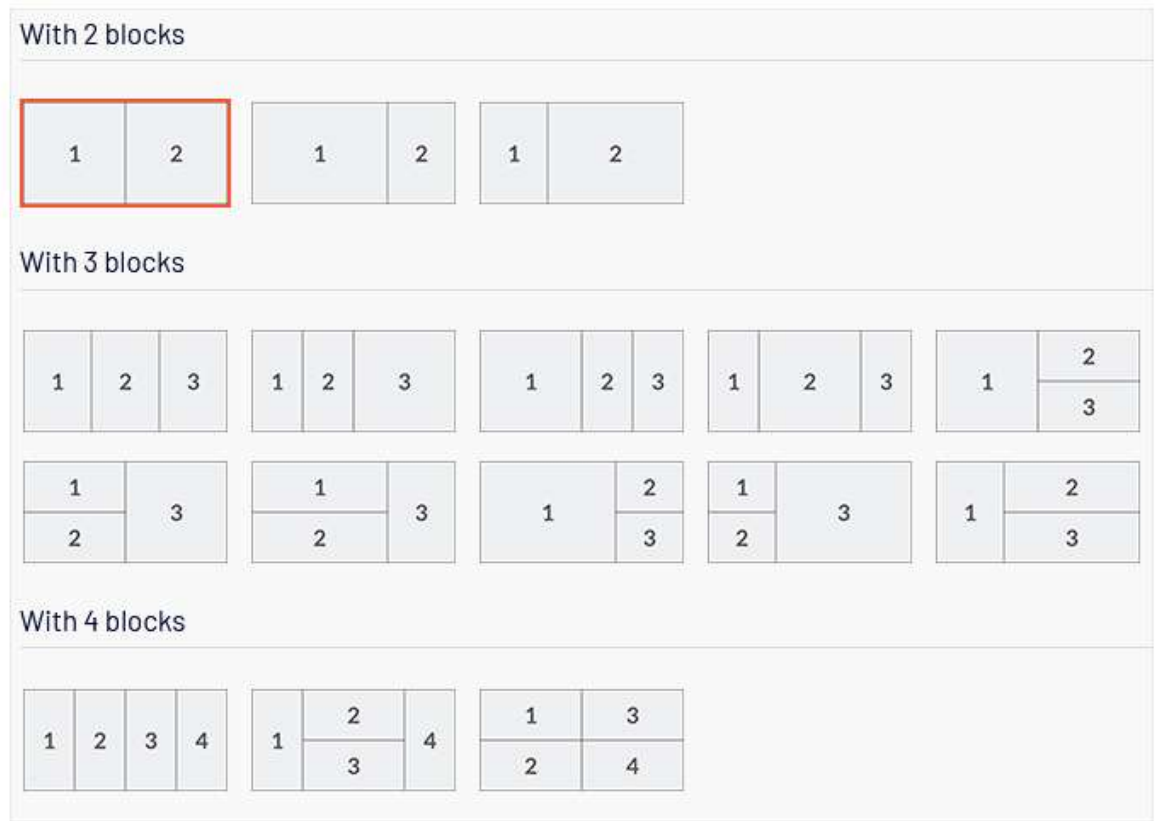 With 2 blocks
1 2 1 2 1 2
With 3 blocks
1 2 3 1 2 3 1 2 3 1 2 3 1 2 3
1 2 3 1 2 3 1 2 3 1 2 3 1 2 3
With 4 blocks
1 2 3 4 1 2 3 4 1 3
2 4